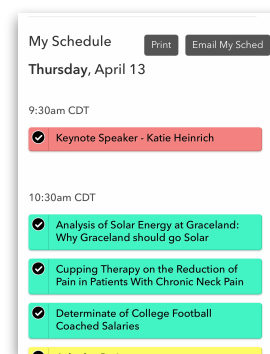 My Schedule
Print
Email My Sched
Thursday, April 13
9:30am CDT
Keynote Speaker - Katie Heinrich
10:30am CDT
Analysis of Solar Energy at Graceland:
Why Graceland should go Solar
Cupping Therapy on the Reduction of
Pain in Patients With Chronic Neck Pain
Determinate of College Football
Coached Salaries